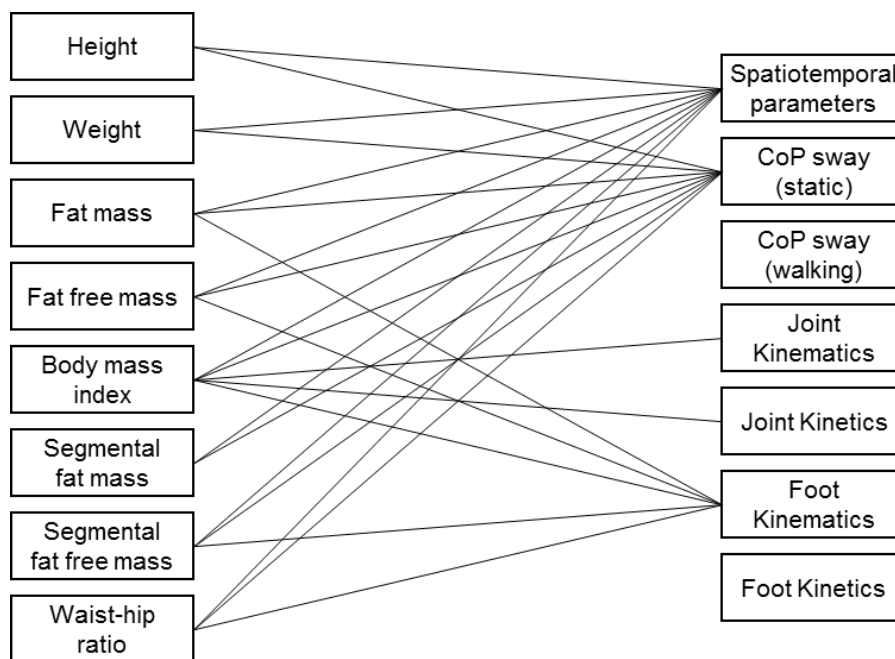 Height
Weight
Fat mass
Fat free mass
Body mass
index
Segmental
fat mass
Segmental
fat free mass
Waist-hip
ratio
Spatiotemporal
parameters
CoP sway
(static)
CoP sway
(walking)
Joint
Kinematics
Joint Kinetics
Foot
Kinematics
Foot Kinetics